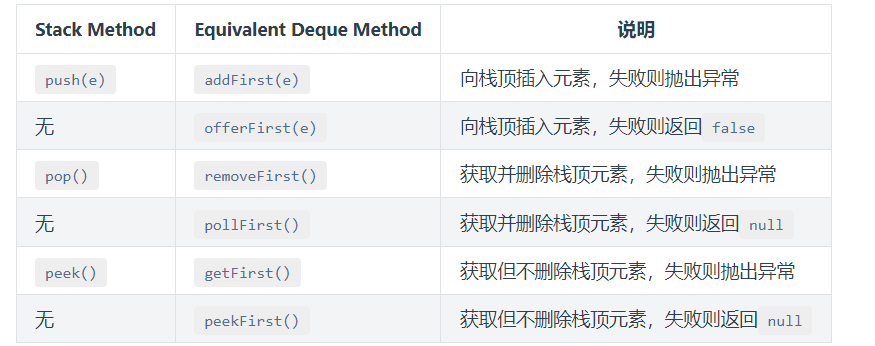 Stack Method Equivalent Deque Method 说明
push(e) addFirst(e) 向栈顶插入元素，失败则抛出异常
无 offerFirst(e) 向栈顶插入元素，失败则返回 false
pop() removeFirst() 获取并删除栈顶元素，失败则抛出异常
无 pollFirst() 获取并删除栈顶元素，失败则返回 null
peek() getFirst() 获取但不删除栈顶元素，失败则抛出异常
无 peekFirst() 获取但不删除栈顶元素，失败则返回 null